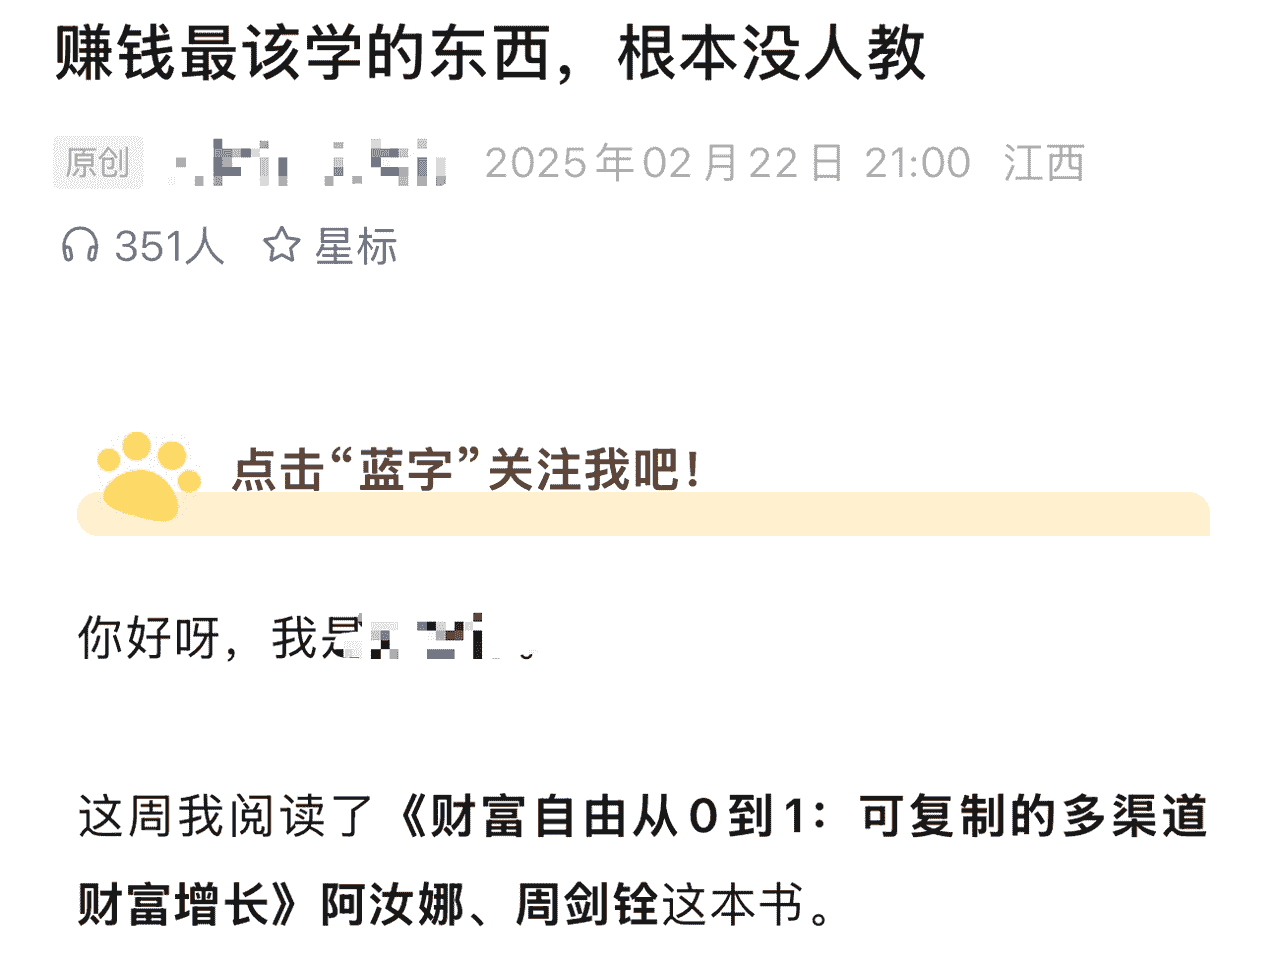 赚钱最该学的东西，根本没人教
原创 2025年02月22日 21:00 江西
351人 星标
点击“蓝字”关注我吧！
你好呀，我是
这周我阅读了《财富自由从0到1：可复制的多渠道
财富增长》阿汝娜、周剑铨这本书。